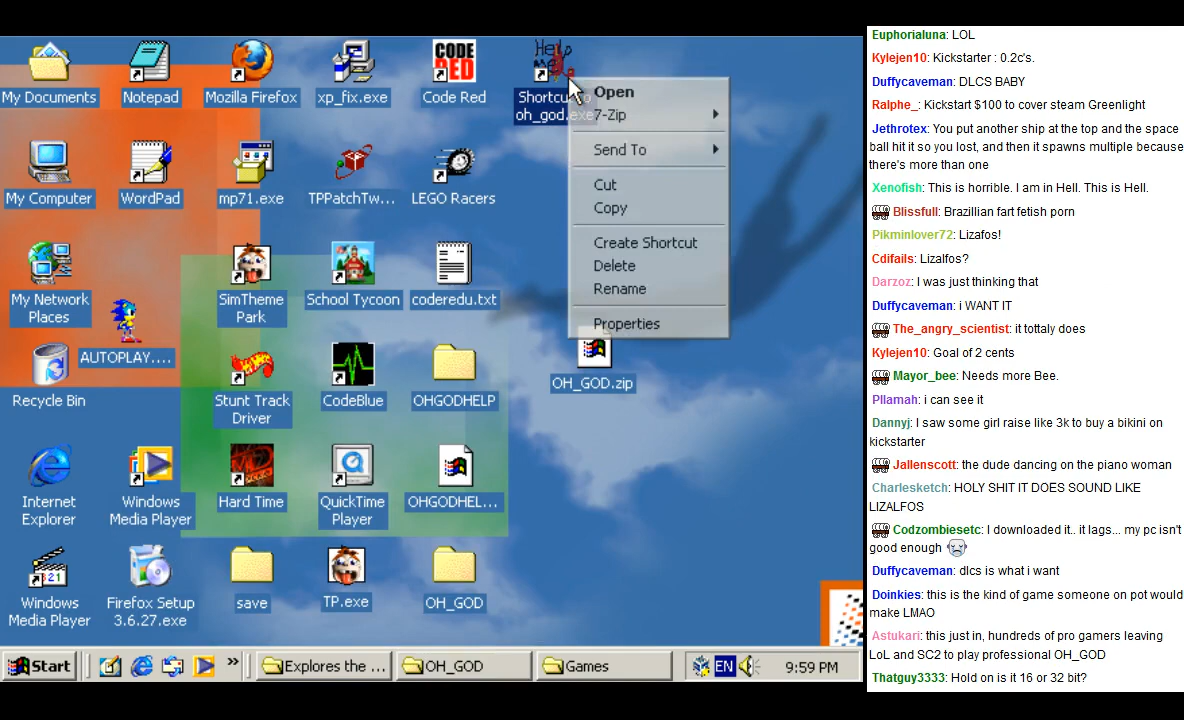 My Documents
Notepad
Mozilla Firefox
xp_fix.exe
CODE
RED
Code Red
Help
Shortcu
oh_god.exe
Open
7-Zip
Send To
Cut
Copy
Create Shortcut
Delete
Rename
Properties
My Computer
WordPad
mp71.exe
TPPatchTw...
LEGO Racers
My Network
Places
AUTOPLAY....
SimTheme
Park
School Tycoon
coderedu.txt
Recycle Bin
Stunt Track
Driver
CodeBlue
OHGODHELP
OH_GOD.zip
Internet
Explorer
Windows
Media Player
Hard Time
QuickTime
Player
OHGODHEL...
321
Windows
Media Player
Firefox Setup
3.6.27.exe
save
TP.exe
OH_GOD
Start
»
Explores the ...
OH_GOD
Games
EN
9:59 PM
Euphorialuna: LOL
Kylejen10: Kickstarter : 0.2c's.
Duffycaveman: DLCS BABY
Ralphe_: Kickstart $100 to cover steam Greenlight
Jethrotex: You put another ship at the top and the space
ball hit it so you lost, and then it spawns multiple because
there's more than one
Xenofish: This is horrible. I am in Hell. This is Hell.
Blissfull: Brazillian fart fetish porn
Pikminlover72: Lizafos!
Cdifails: Lizalfos?
Darzoz: I was just thinking that
Duffycaveman: i WANT IT
The_angry_scientist: it tottaly does
Kylejen10: Goal of 2 cents
Mayor_bee: Needs more Bee.
Pllamah: i can see it
Dannyj: I saw some girl raise like 3k to buy a bikini on
kickstarter
Jallenscott: the dude dancing on the piano woman
Charlesketch: HOLY SHIT IT DOES SOUND LIKE
LIZALFOS
Codzombiesetc: I downloaded it.. it lags... my pc isn't
good enough
Duffycaveman: dlcs is what i want
Doinkies: this is the kind of game someone on pot would
make LMAO
Astukari: this just in, hundreds of pro gamers leaving
LoL and SC2 to play professional OH_GOD
Thatguy3333: Hold on is it 16 or 32 bit?